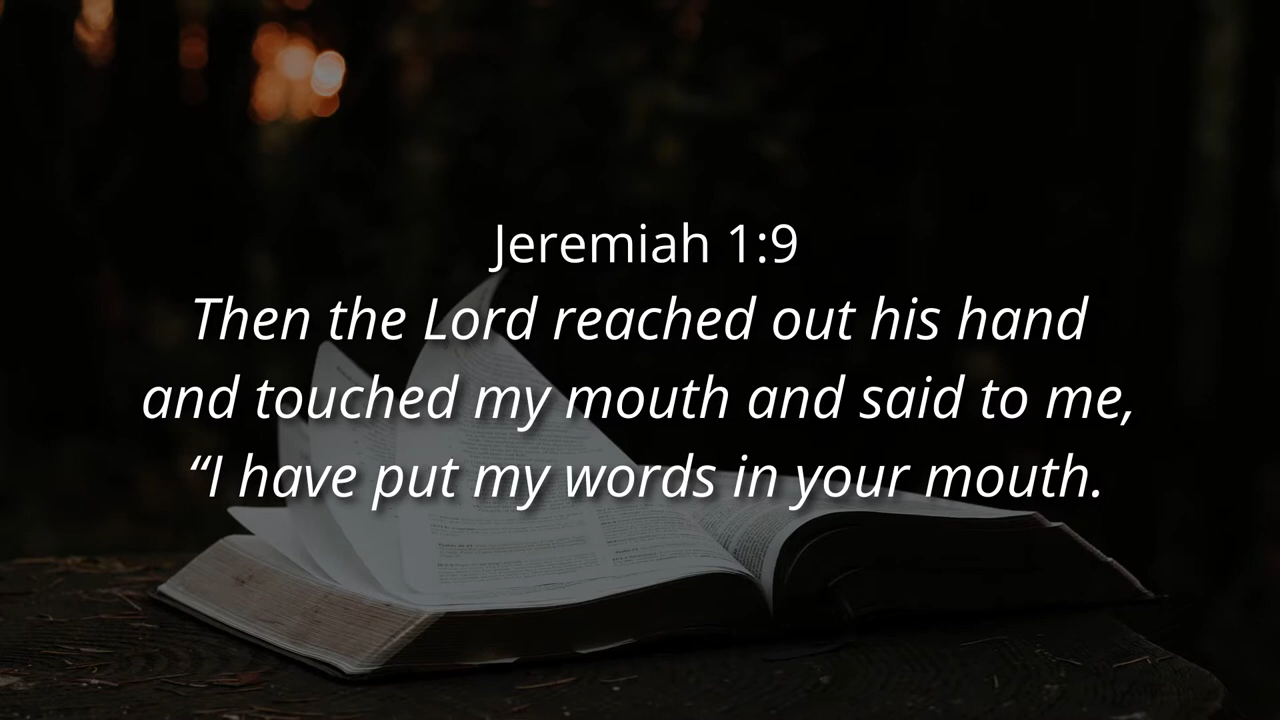 Jeremiah 1:9
Then the Lord reached out his hand
and touched my mouth and said to me,
“I have put my words in your mouth.